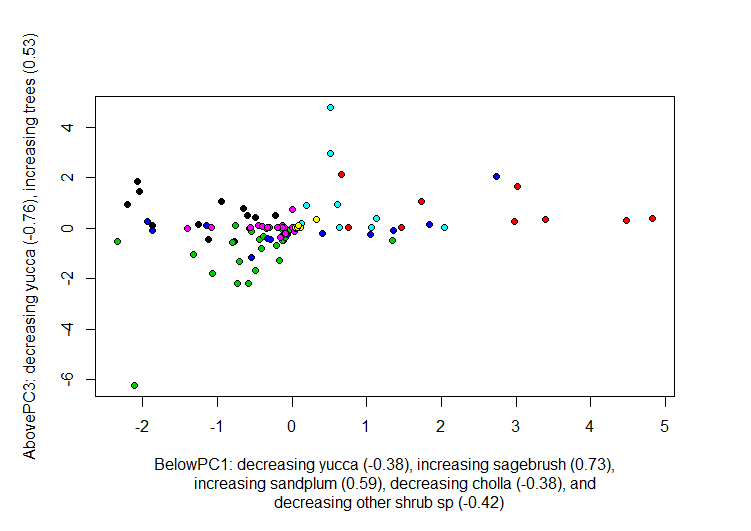 AbovePC3: decreasing yucca (-0.76), increasing trees (0.53)
4
2
0
-2
-4
-6
-2 -1 0 1 2 3 4 5
BelowPC1: decreasing yucca (-0.38), increasing sagebrush (0.73),
increasing sandplum (0.59), decreasing cholla (-0.38), and
decreasing other shrub sp (-0.42)